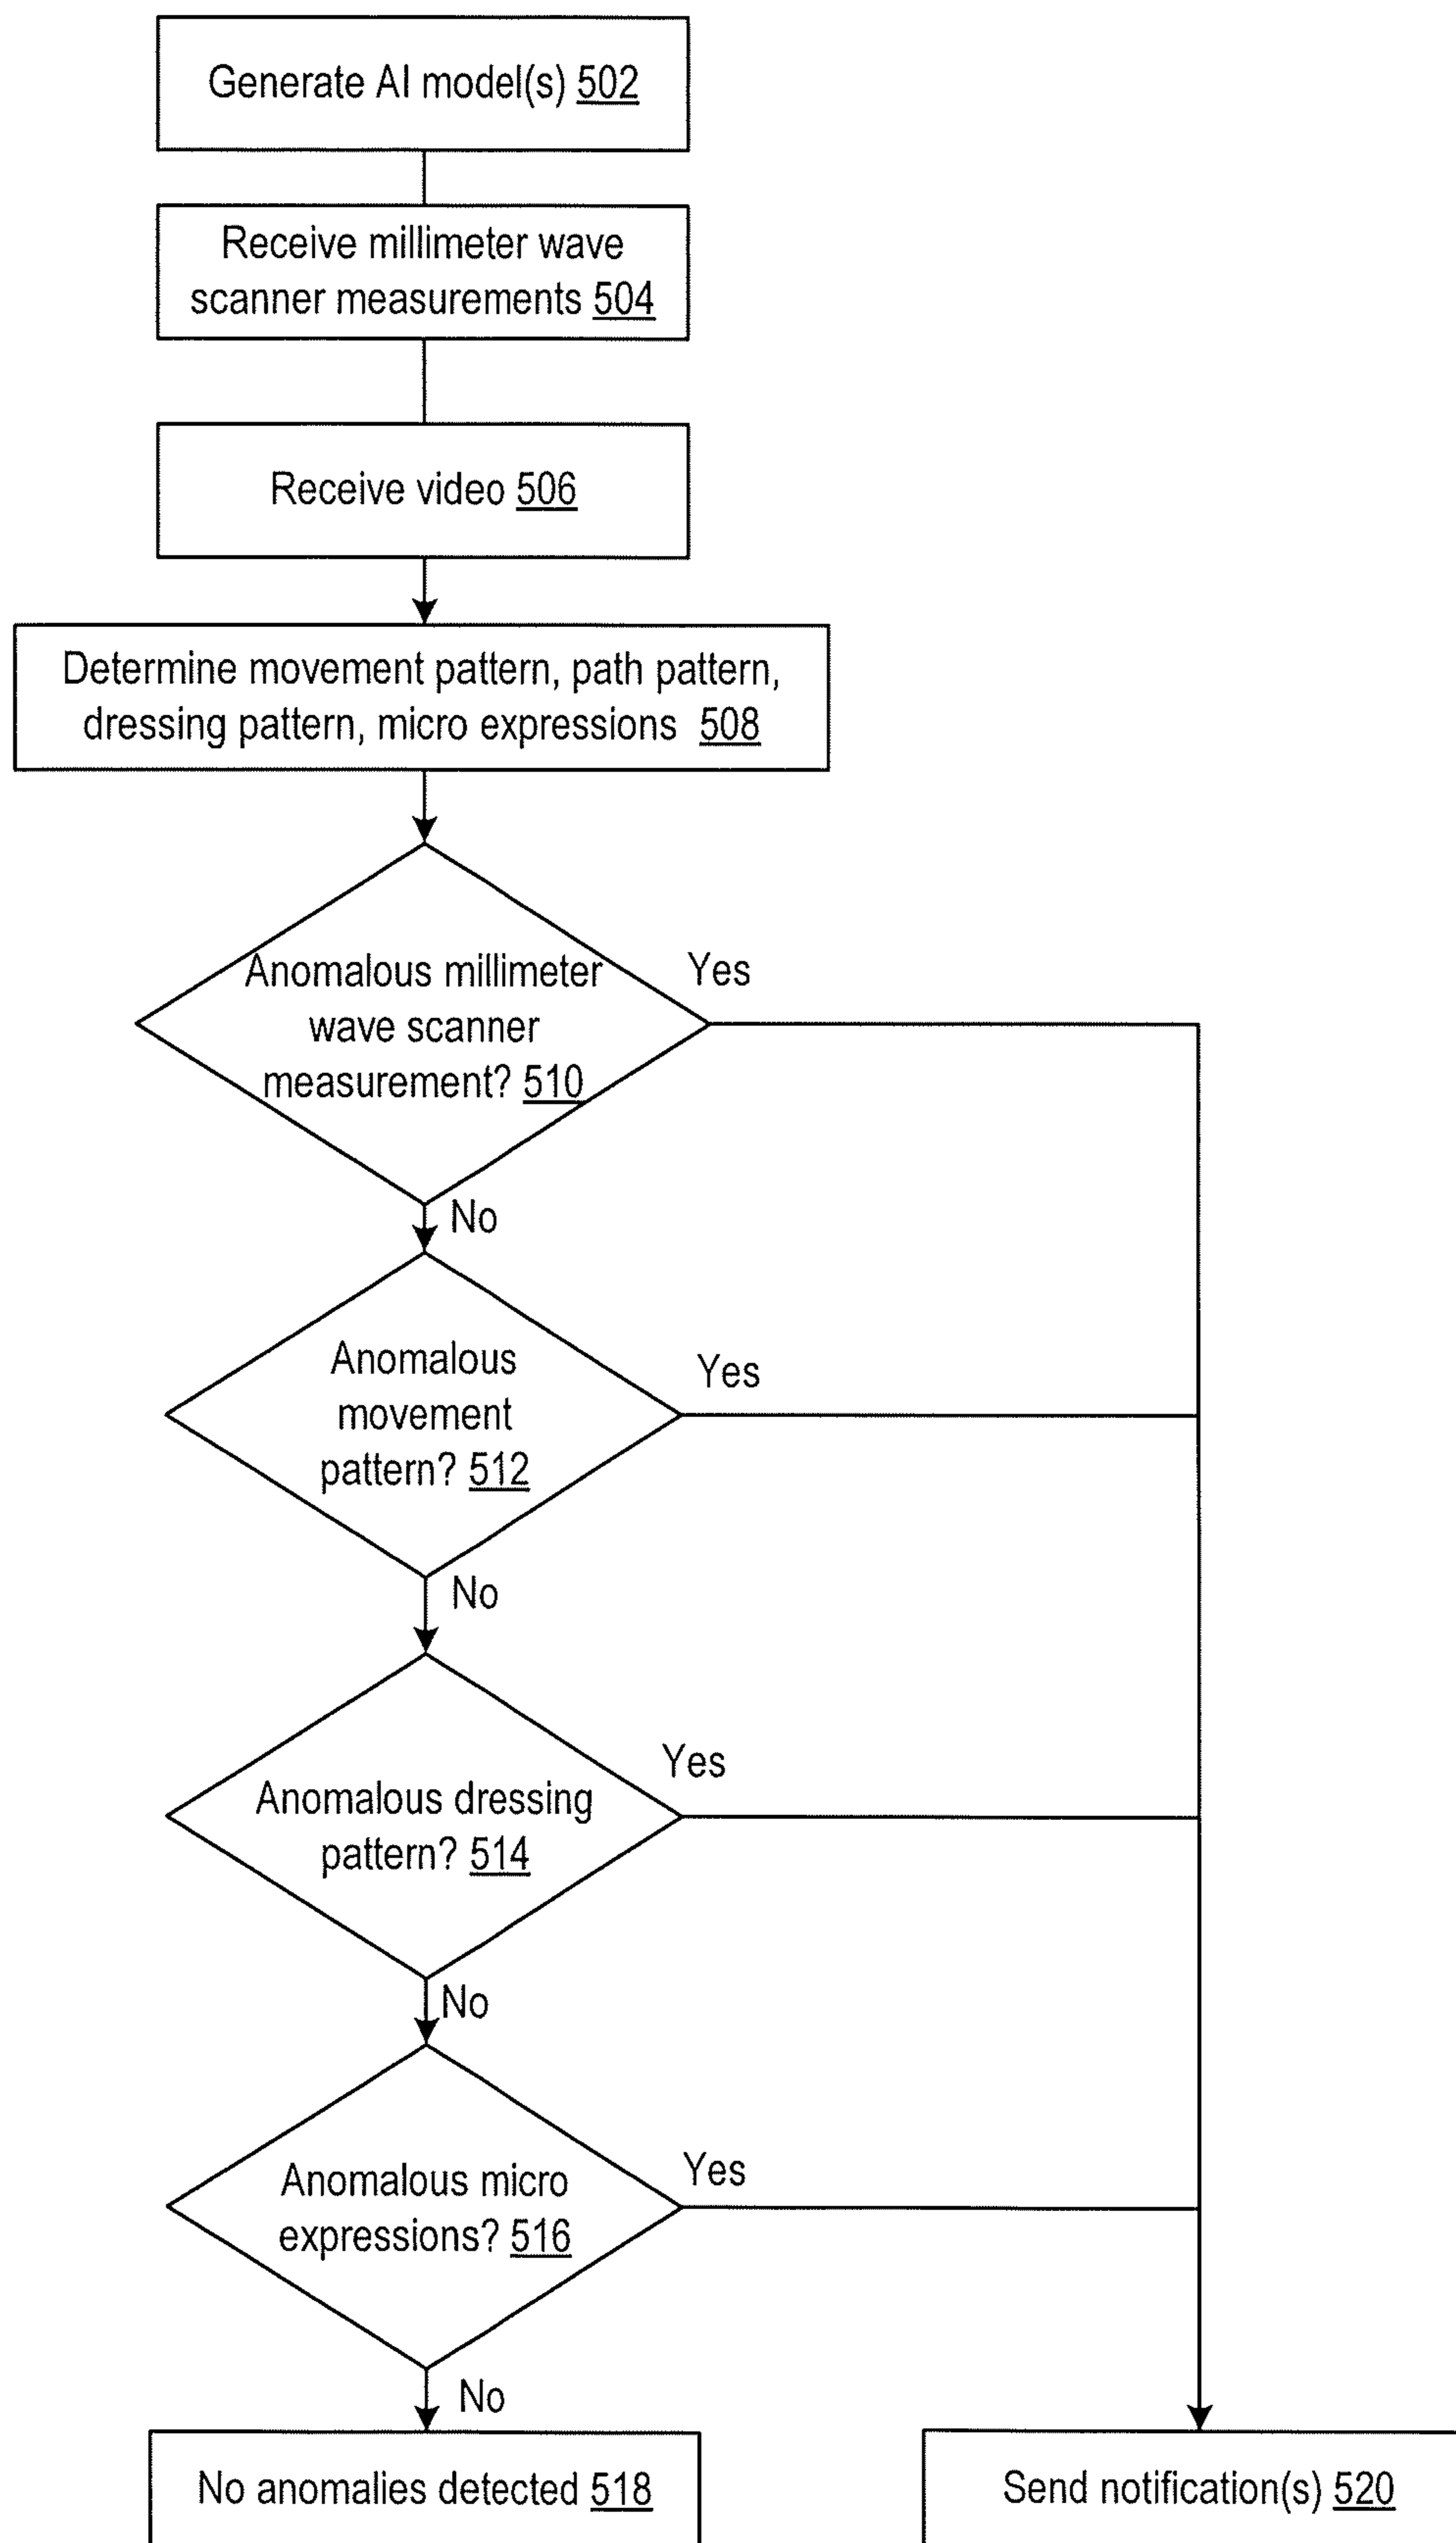 Generate AI model(s) 502
Receive millimeter wave
scanner measurements 504
Receive video 506
Determine movement pattern, path pattern,
dressing pattern, micro expressions 508
Anomalous millimeter
wave scanner
measurement? 510
Yes
No
Anomalous
movement
pattern? 512
Yes
No
Anomalous dressing
pattern? 514
Yes
No
Anomalous micro
expressions? 516
Yes
No
No anomalies detected 518
Send notification(s) 520